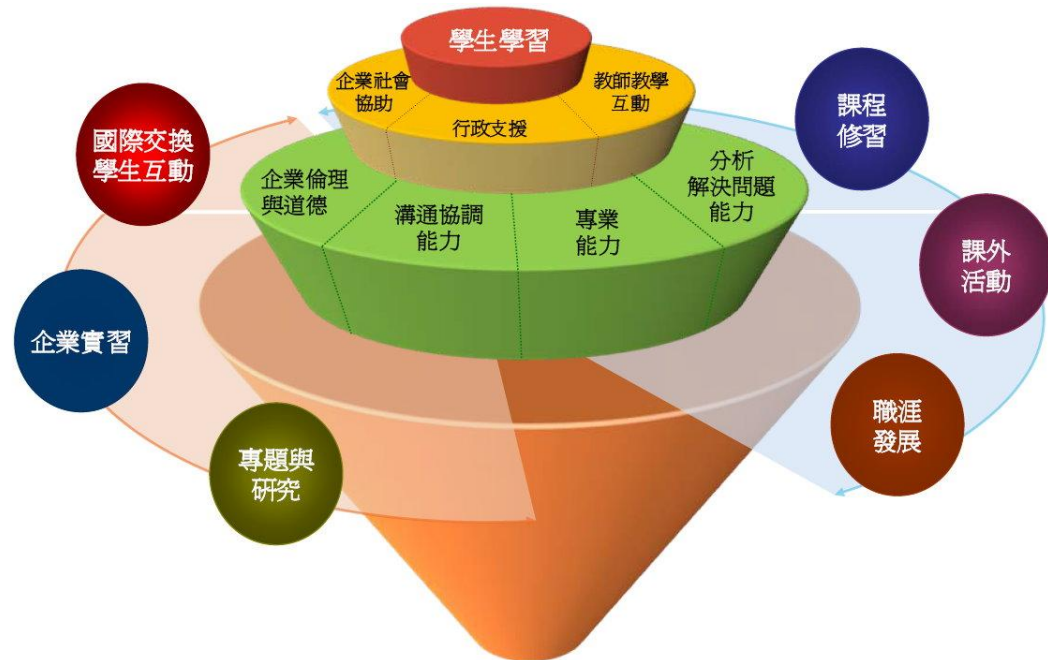 學生學習
企業社會
協助
行政支援
教師教學
互動
企業倫理
與道德
溝通協調
能力
專業
能力
分析
解決問題
能力
國際交換
學生互動
企業實習
專題與
研究
課程
修習
課外
活動
職涯
發展